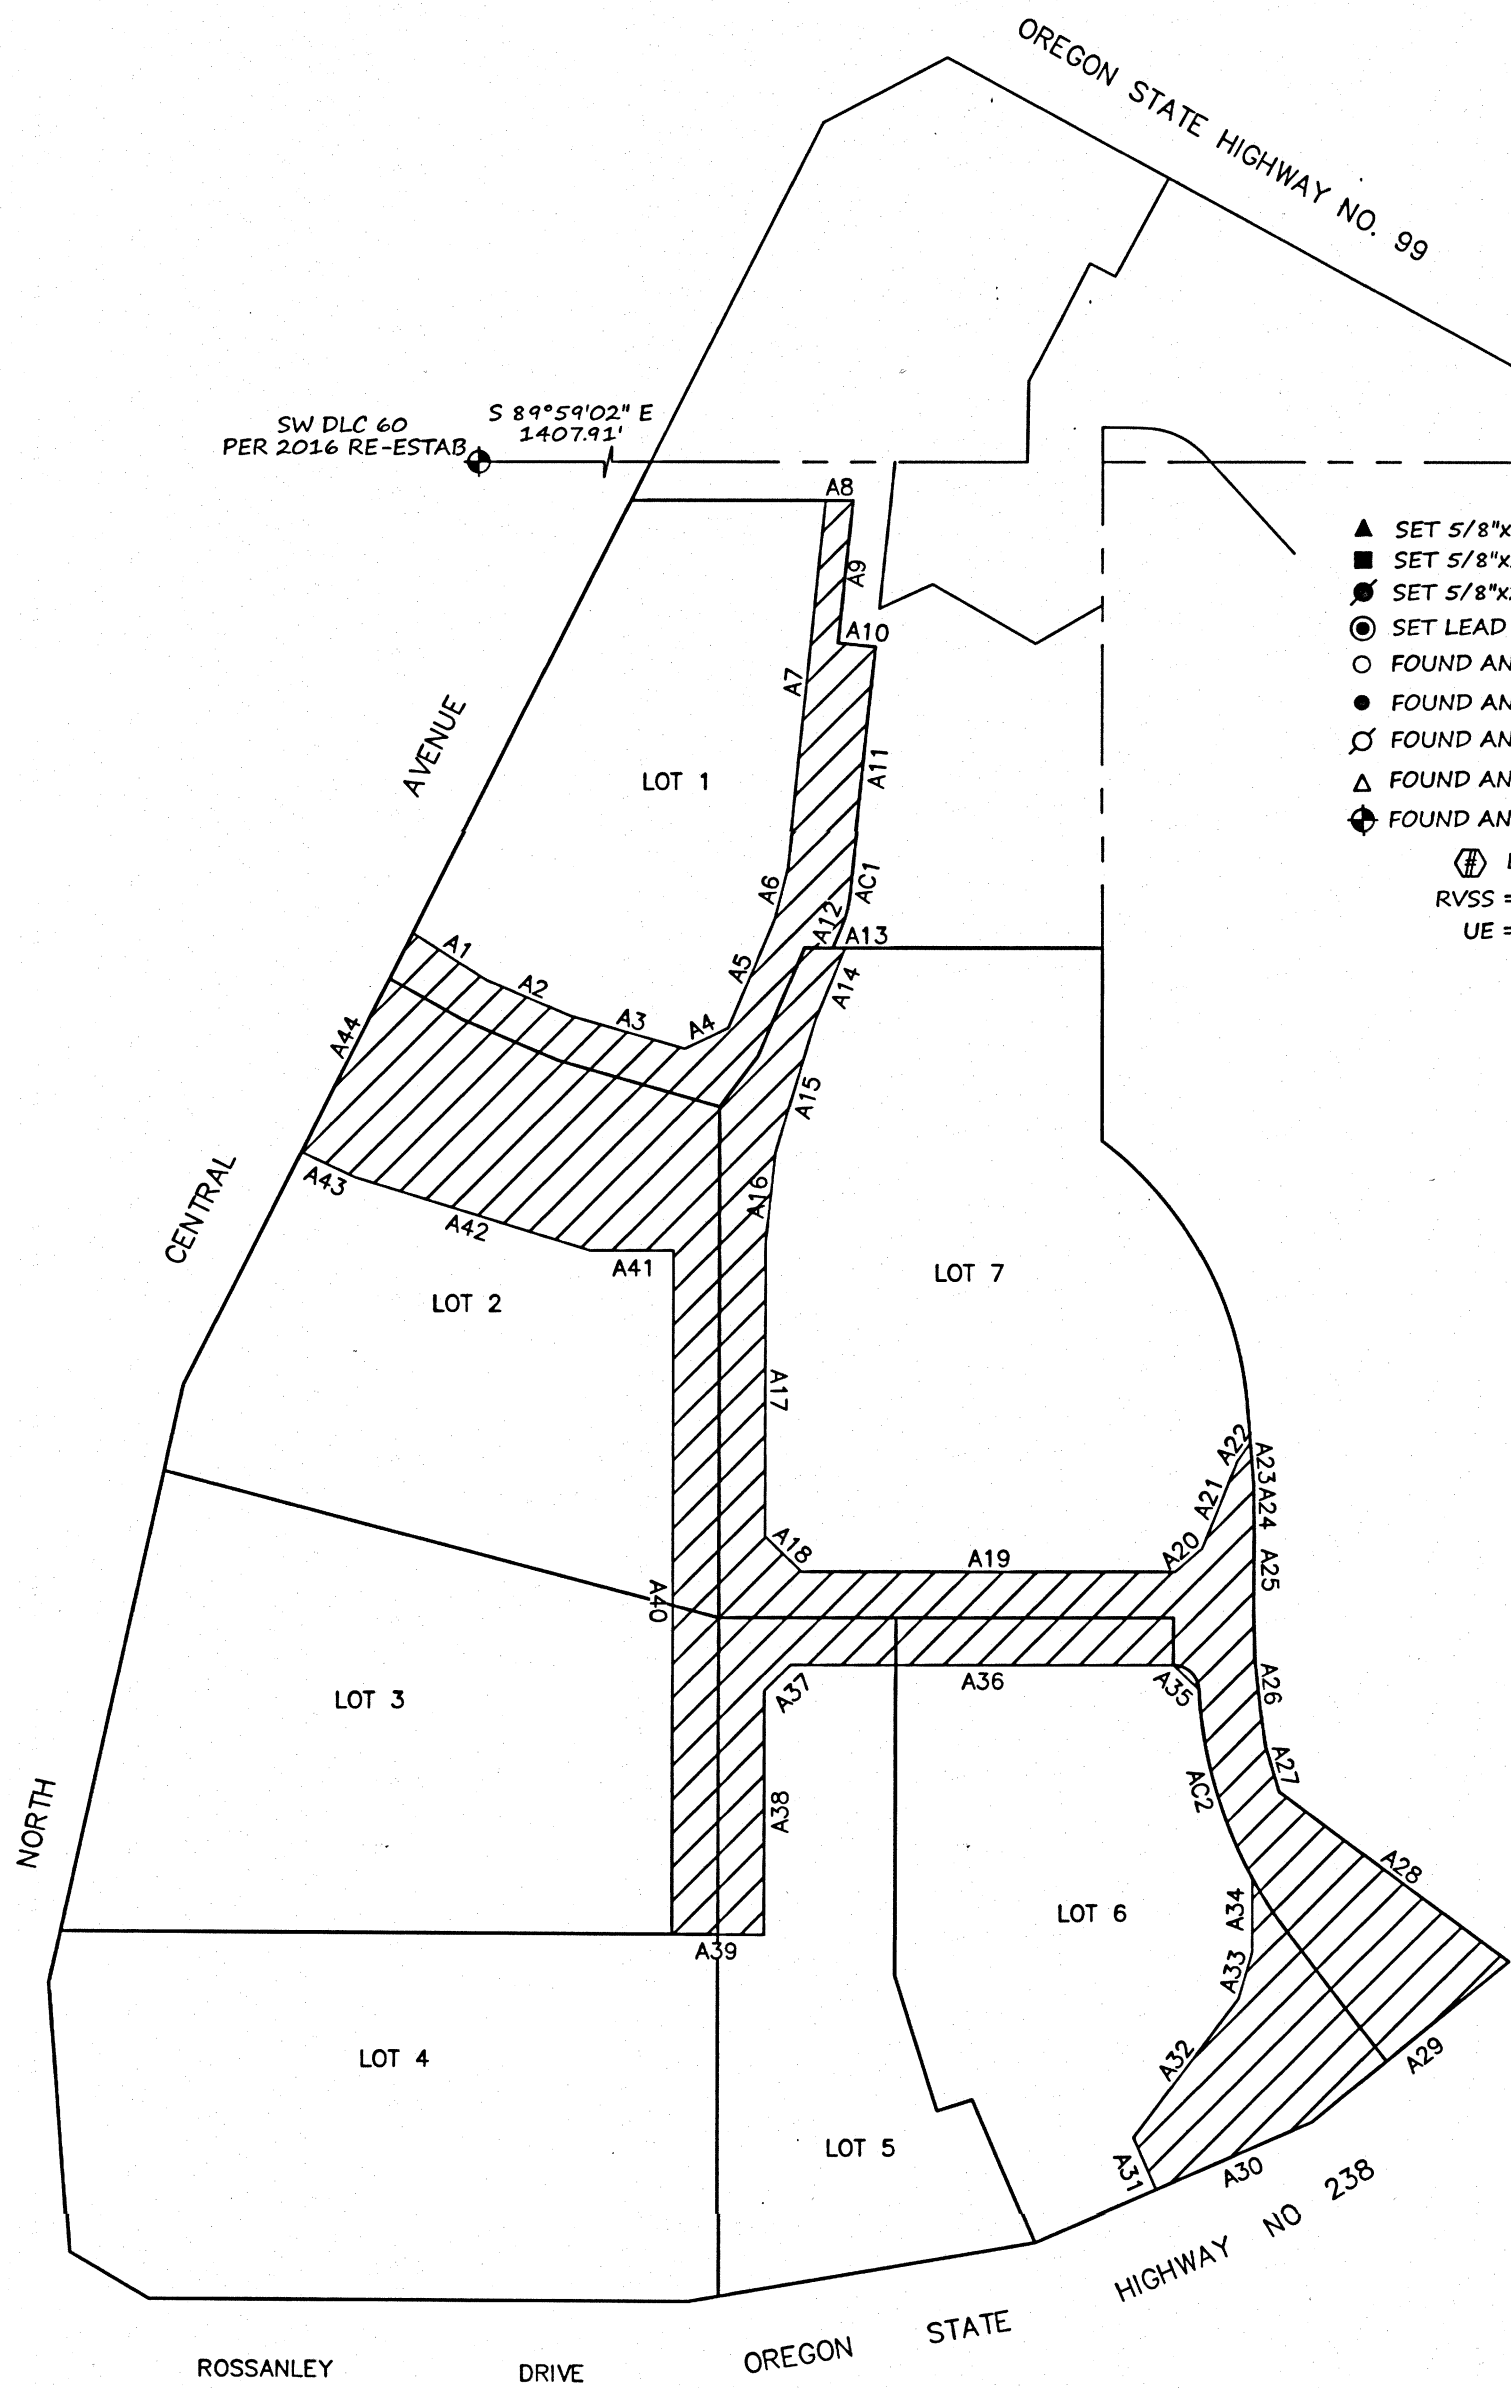 OREGON STATE HIGHWAY NO. 99
SW DLC 60
PER 2016 RE-ESTAB
S 89°59'02" E
1407.91'
A8
A9
A10
A7
A11
AC1
A6
A12
A13
A5
A14
LOT 1
AVENUE
A1
A2
A3
A4
A44
A15
A16
A43
A42
A41
CENTRAL
LOT 2
LOT 7
A17
A22
A23
A24
A21
A18
A19
A20
A25
A40
A37
A36
A35
A26
A27
AC2
LOT 3
A38
NORTH
A28
A34
A33
LOT 6
A39
A32
A29
LOT 4
LOT 5
A31
A30
HIGHWAY NO 238
OREGON STATE
ROSSANLEY DRIVE
SET 5/8"x
SET 5/8"x
SET 5/8"x
SET LEAD
FOUND AN
FOUND AN
FOUND AN
FOUND AN
FOUND AN
#
RVSS =
UE =